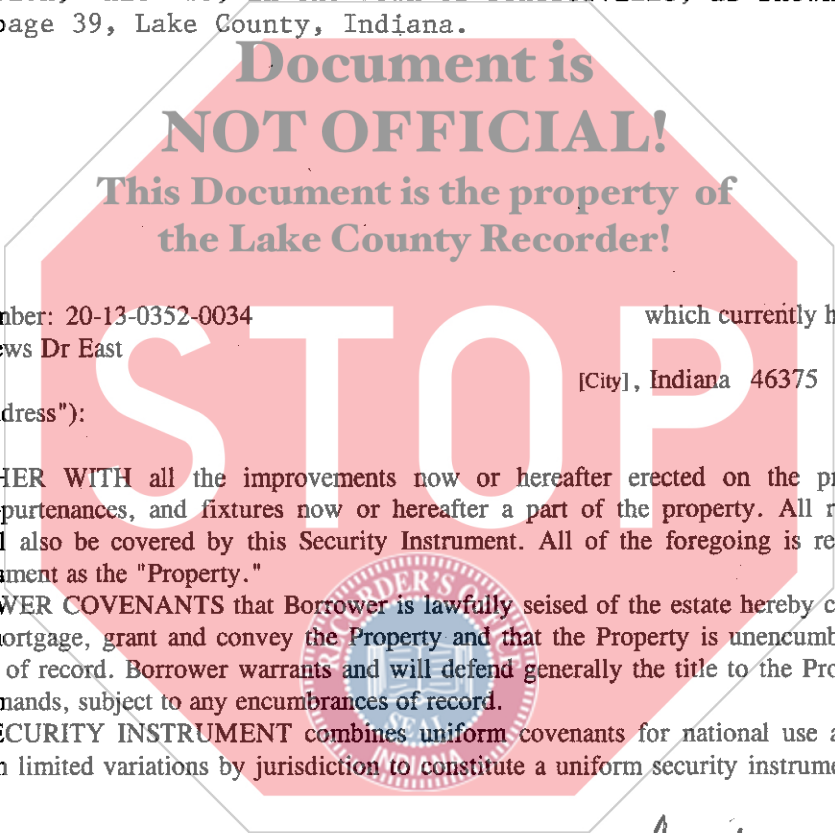 page 39, Lake County, Indiana.
Document is
NOT OFFICIAL!
This Document is the property of
the Lake County Recorder!
STOP
mber: 20-13-0352-0034 which currently h
ews Dr East
[City], Indiana 46375
dress"):
HER WITH all the improvements now or hereafter erected on the pr
purtenances, and fixtures now or hereafter a part of the property. All r
l also be covered by this Security Instrument. All of the foregoing is re
ument as the "Property."
WER COVENANTS that Borrower is lawfully seised of the estate hereby c
ortgage, grant and convey the Property and that the Property is unencumb
of record. Borrower warrants and will defend generally the title to the Pro
mands, subject to any encumbrances of record.
ECURITY INSTRUMENT combines uniform covenants for national use a
n limited variations by jurisdiction to constitute a uniform security instrume
RECORDER'S OF
SEAL
INDIANA